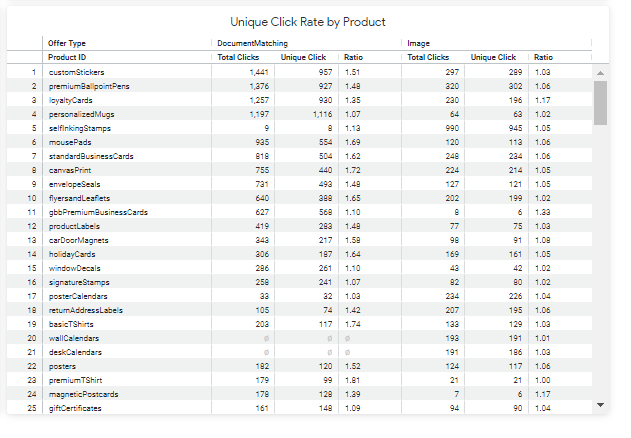 Unique Click Rate by Product
Offer Type DocumentMatching Image
Product ID Total Clicks Unique Click Ratio Total Clicks Unique Click Ratio
1 customStickers 1,441 957 1.51 297 289 1.03
2 premiumBallpointPens 1,376 927 1.48 320 302 1.06
3 loyaltyCards 1,257 930 1.35 230 196 1.17
4 personalizedMugs 1,197 1,116 1.07 64 63 1.02
5 selfInkingStamps 9 8 1.13 990 945 1.05
6 mousePads 935 554 1.69 120 113 1.06
7 standardBusinessCards 818 504 1.62 248 234 1.06
8 canvasPrint 755 440 1.72 224 214 1.05
9 envelopeSeals 731 493 1.48 127 121 1.05
10 flyersandLeaflets 640 388 1.65 202 199 1.02
11 gbbPremiumBusinessCards 627 568 1.10 8 6 1.33
12 productLabels 419 283 1.48 77 75 1.03
13 carDoorMagnets 343 217 1.58 98 91 1.08
14 holidayCards 306 187 1.64 169 161 1.05
15 windowDecals 286 261 1.10 43 42 1.02
16 signatureStamps 258 241 1.07 82 80 1.02
17 posterCalendars 33 32 1.03 234 226 1.04
18 returnAddressLabels 105 74 1.42 207 195 1.06
19 basicTShirts 203 117 1.74 133 129 1.03
20 wallCalendars ∅ ∅ ∅ 193 191 1.01
21 deskCalendars ∅ ∅ ∅ 191 186 1.03
22 posters 182 120 1.52 124 117 1.06
23 premiumTShirt 179 99 1.81 21 21 1.00
24 magneticPostcards 178 128 1.39 7 6 1.17
25 giftCertificates 161 148 1.09 94 90 1.04